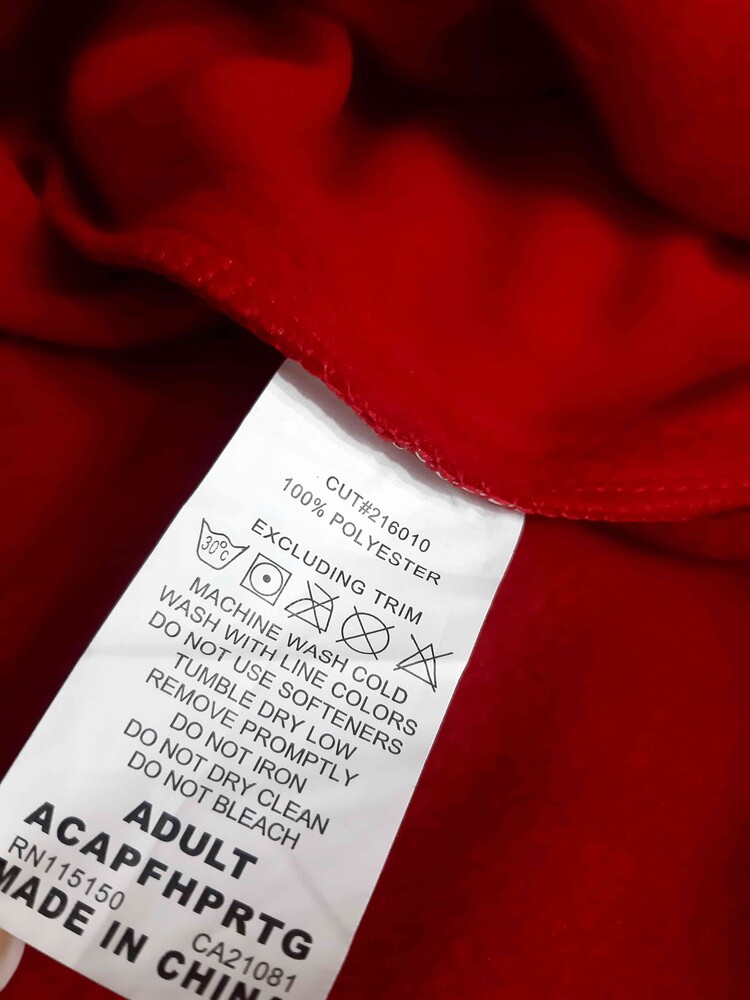 CUT#216010
100% POLYESTER
EXCLUDING TRIM
30°C
MACHINE WASH COLD
WASH WITH LINE COLORS
DO NOT USE SOFTENERS
TUMBLE DRY LOW
REMOVE PROMPTLY
DO NOT IRON
DO NOT DRY CLEAN
DO NOT BLEACH
ADULT
ACAPFHPRTG
RN115150 CA21081
MADE IN CHINA